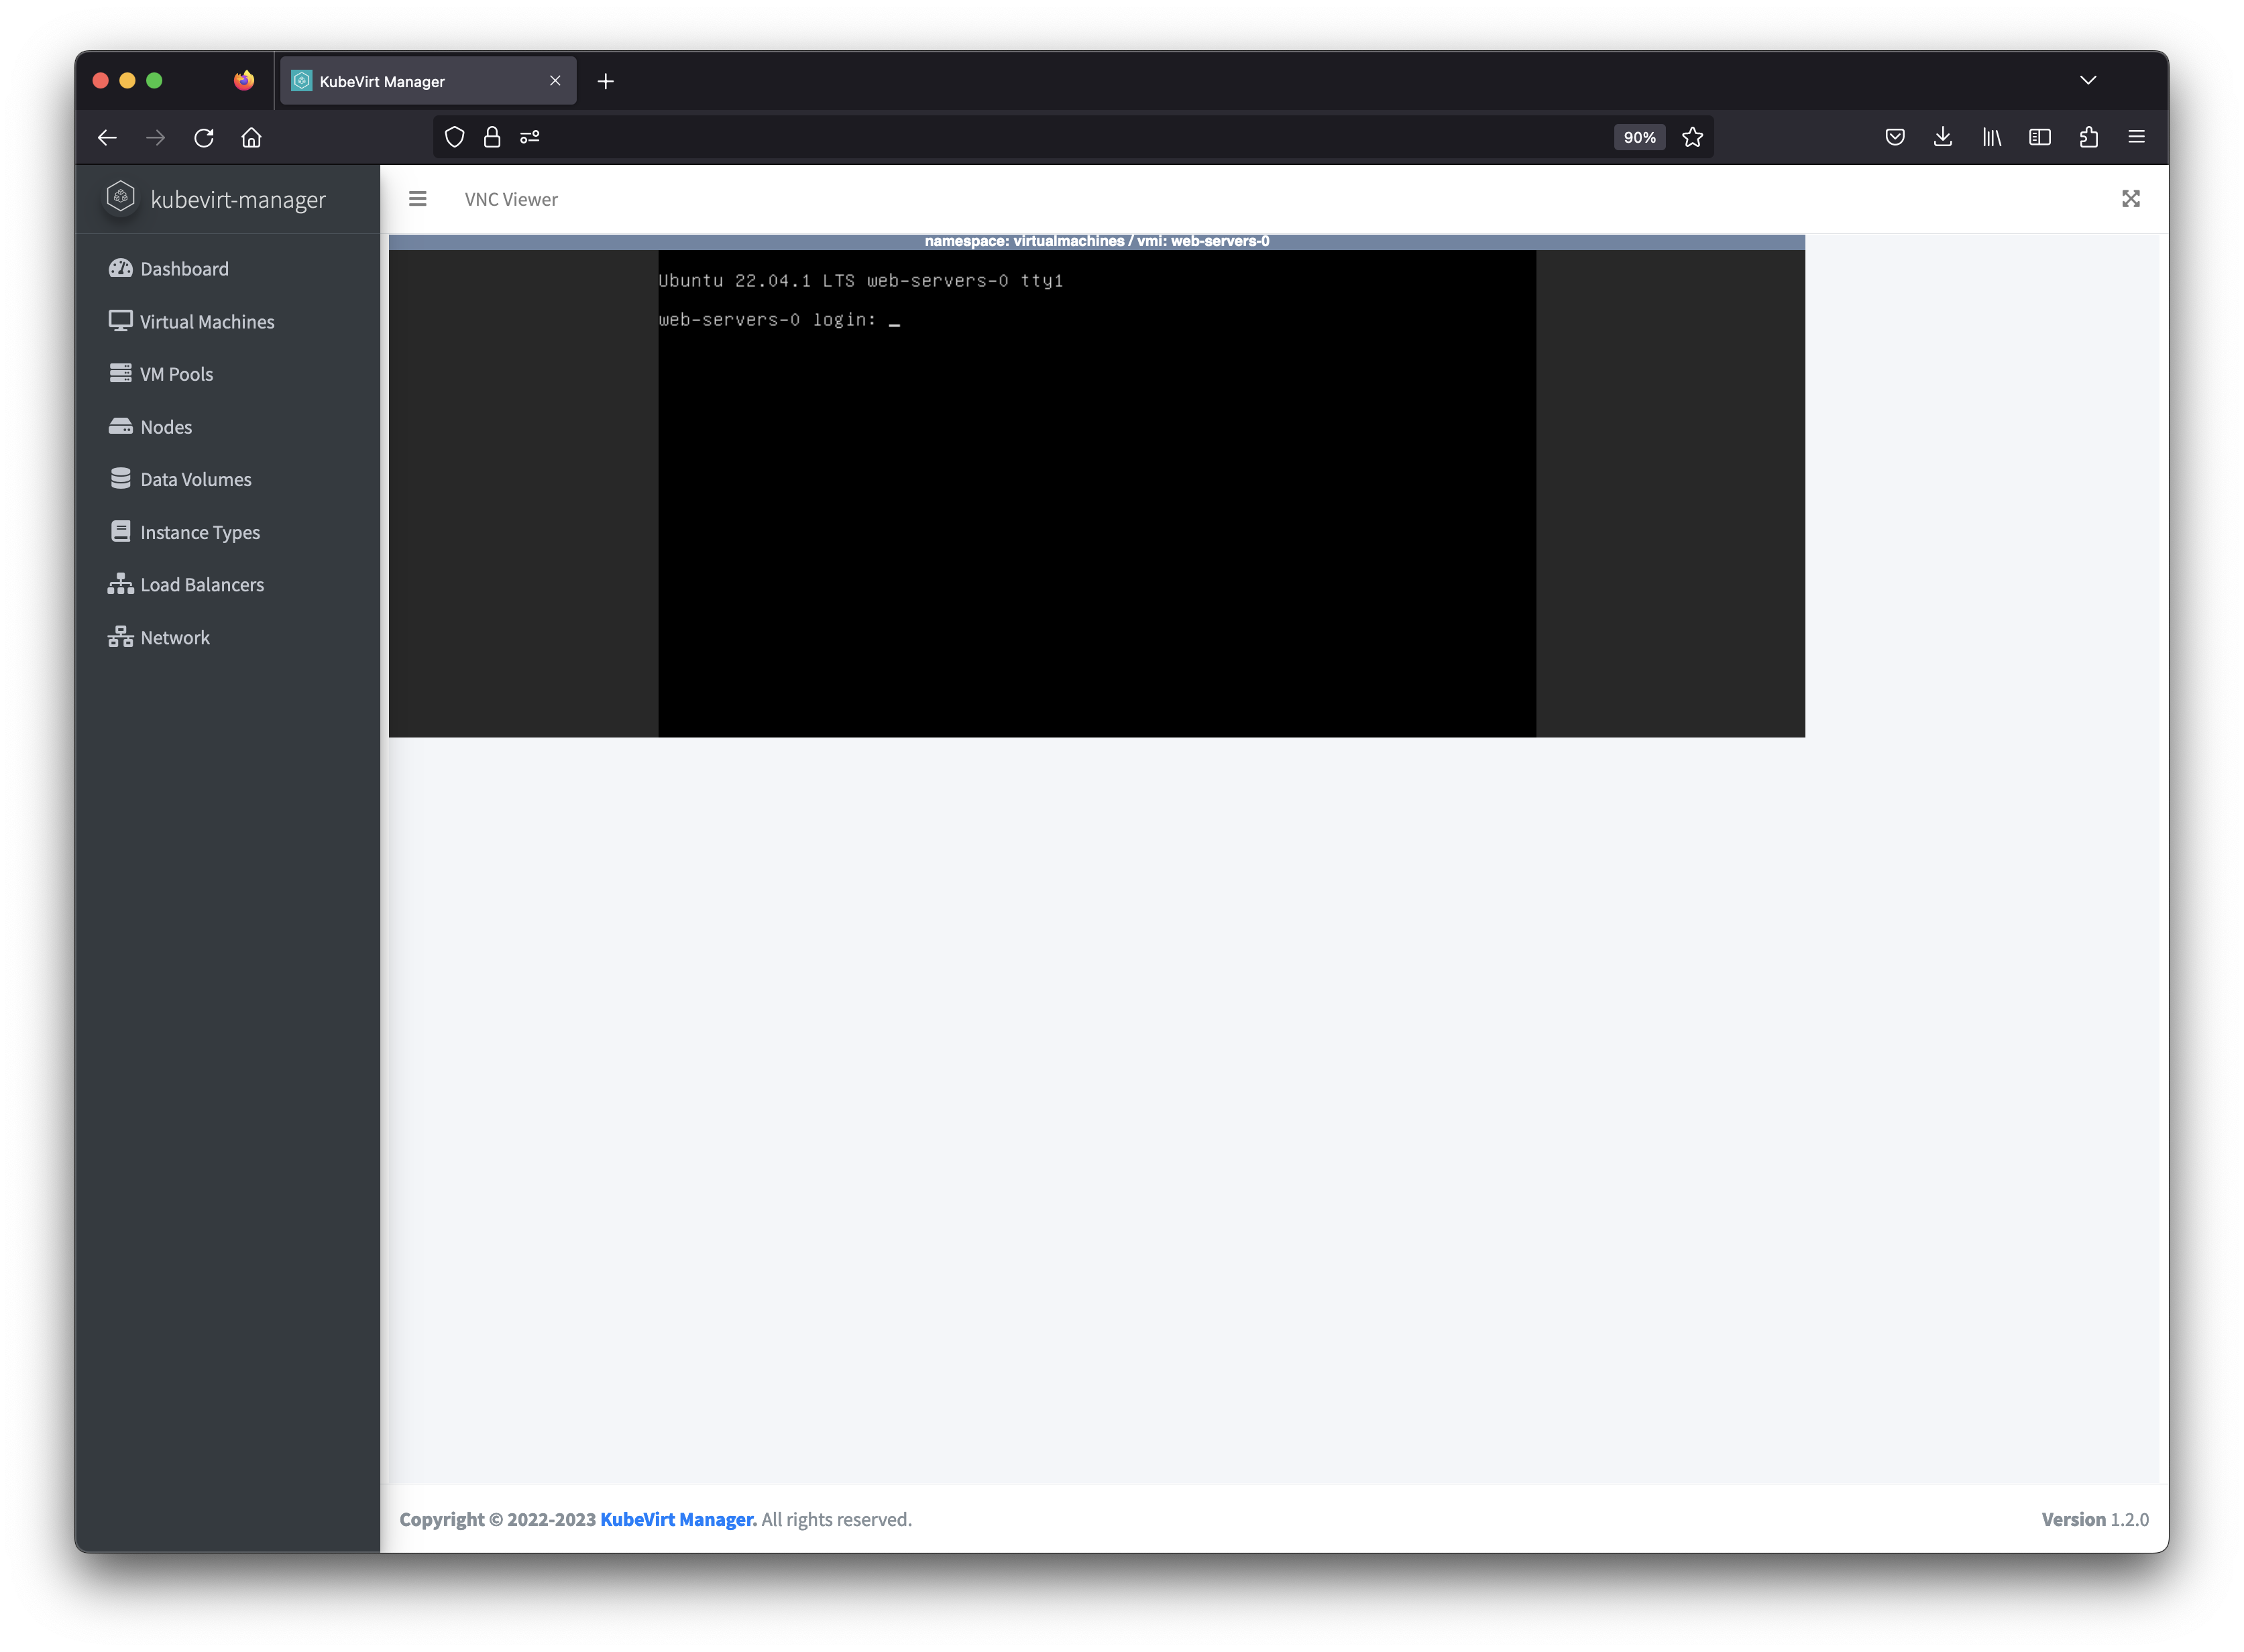 KubeVirt Manager
90%
kubevirt-manager
VNC Viewer
Dashboard
Virtual Machines
VM Pools
Nodes
Data Volumes
Instance Types
Load Balancers
Network
namespace: virtualmachines / vmi: web-servers-0
Ubuntu 22.04.1 LTS web-servers-0 tty1
web-servers-0 login: _
Copyright © 2022-2023 KubeVirt Manager. All rights reserved.
Version 1.2.0